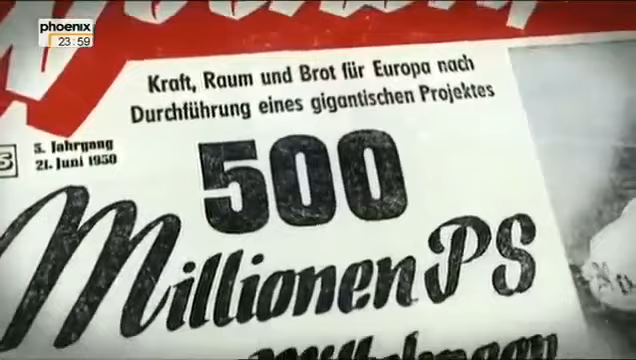 phoenix
23:59
Kraft, Raum und Brot für Europa nach
Durchführung eines gigantischen Projektes
5. Jahrgang
21. Juni 1950
500
Millionen PS